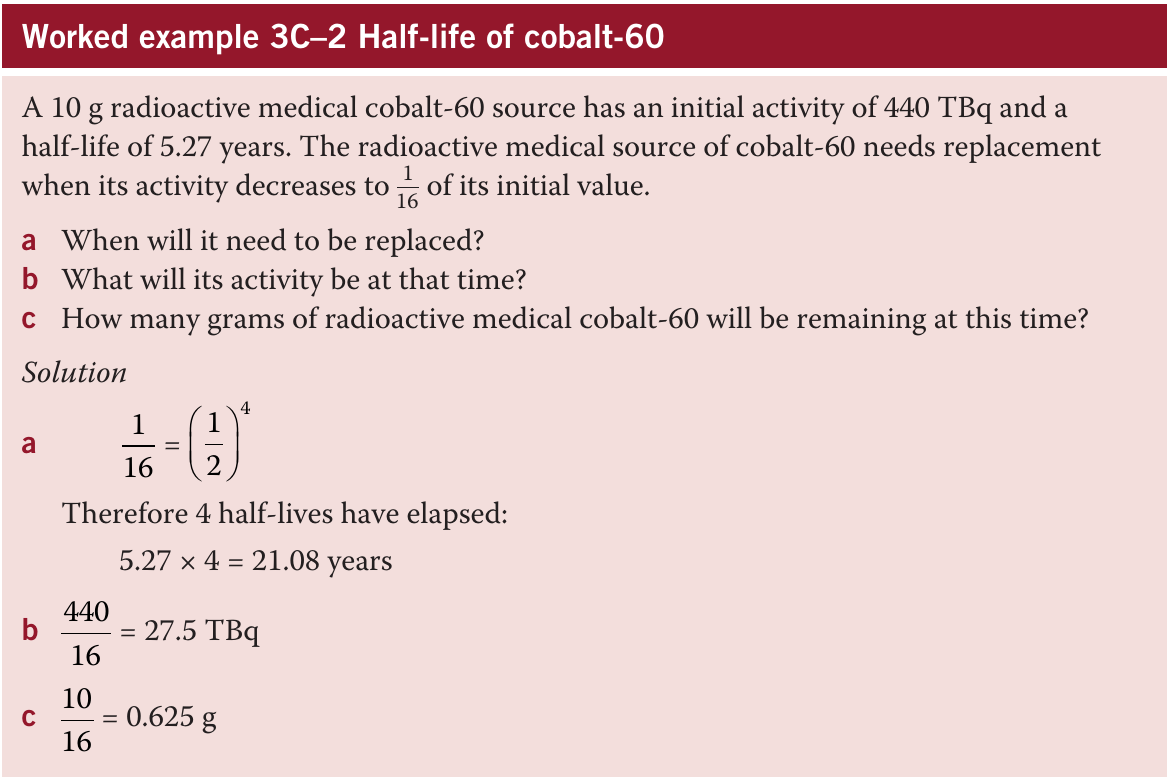 Worked example 3C–2 Half-life of cobalt-60
A 10 g radioactive medical cobalt-60 source has an initial activity of 440 TBq and a
half-life of 5.27 years. The radioactive medical source of cobalt-60 needs replacement
when its activity decreases to 1/16 of its initial value.
a When will it need to be replaced?
b What will its activity be at that time?
c How many grams of radioactive medical cobalt-60 will be remaining at this time?
Solution
a 1/16 = (1/2)^4
Therefore 4 half-lives have elapsed:
5.27 × 4 = 21.08 years
b 440/16 = 27.5 TBq
c 10/16 = 0.625 g